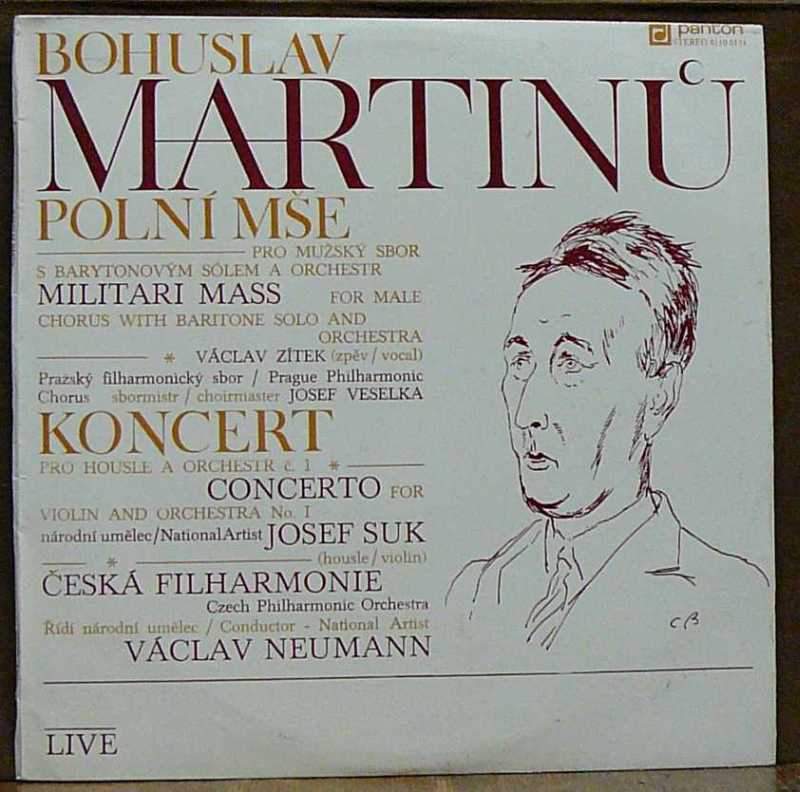 panton
STEREO
BOHUSLAV
MARTINŮ
POLNÍ MŠE
PRO MUŽSKÝ SBOR
S BARYTONOVÝM SÓLEM A ORCHESTR
MILITARI MASS FOR MALE
CHORUS WITH BARITONE SOLO AND
ORCHESTRA
* VÁCLAV ZÍTEK (zpěv / vocal)
Pražský filharmonický sbor / Prague Philharmonic
Chorus sbormistr / choirmaster JOSEF VESELKA
KONCERT
PRO HOUSLE A ORCHESTR č. 1 *
CONCERTO FOR
VIOLIN AND ORCHESTRA No. I
národní umělec/National Artist JOSEF SUK
* (housle / violin)
ČESKÁ FILHARMONIE
Czech Philharmonic Orchestra
Řídí národní umělec / Conductor - National Artist
VÁCLAV NEUMANN
CB
LIVE